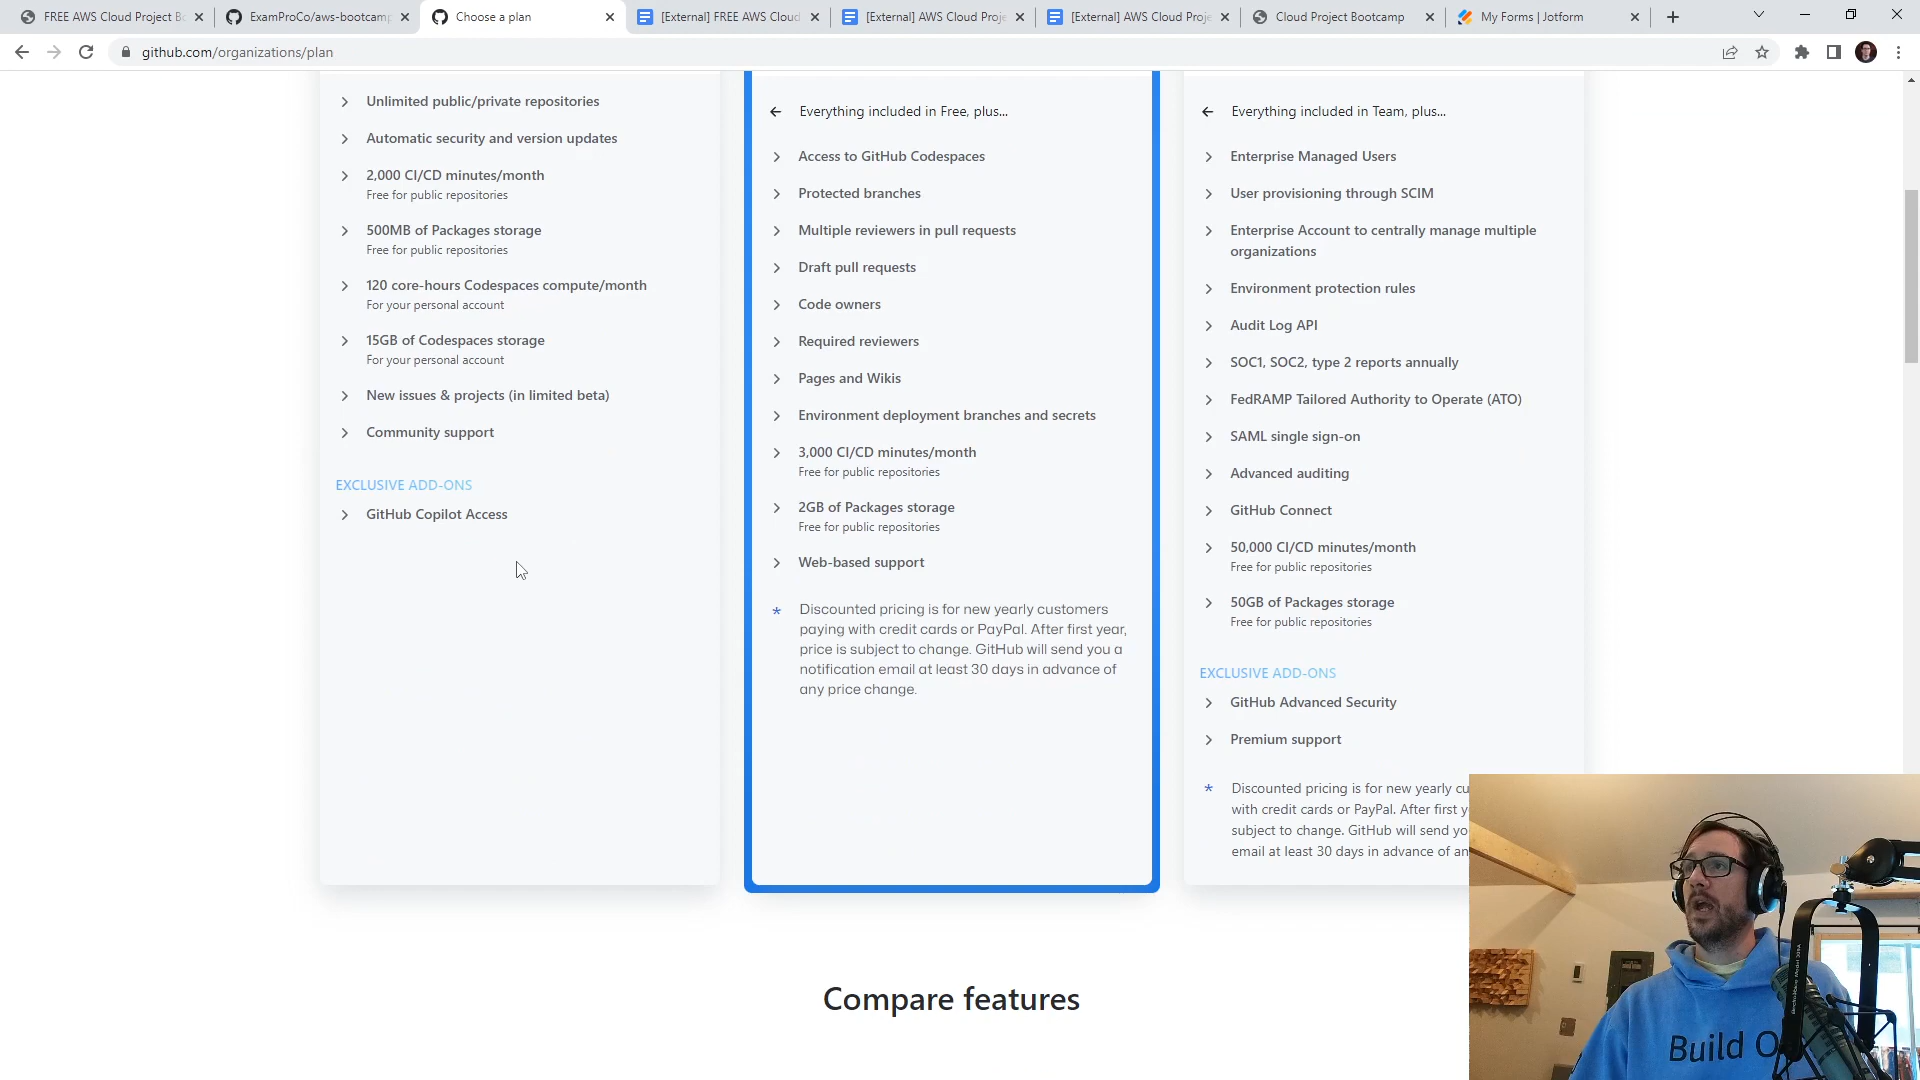 FREE AWS Cloud Project Bo
ExamProCo/aws-bootcamp
Choose a plan
[External] FREE AWS Cloud
[External] AWS Cloud Proje
[External] AWS Cloud Proje
Cloud Project Bootcamp
My Forms | Jotform
github.com/organizations/plan
Unlimited public/private repositories
Automatic security and version updates
2,000 CI/CD minutes/month
Free for public repositories
500MB of Packages storage
Free for public repositories
120 core-hours Codespaces compute/month
For your personal account
15GB of Codespaces storage
For your personal account
New issues & projects (in limited beta)
Community support
EXCLUSIVE ADD-ONS
GitHub Copilot Access
Everything included in Free, plus...
Access to GitHub Codespaces
Protected branches
Multiple reviewers in pull requests
Draft pull requests
Code owners
Required reviewers
Pages and Wikis
Environment deployment branches and secrets
3,000 CI/CD minutes/month
Free for public repositories
2GB of Packages storage
Free for public repositories
Web-based support
* Discounted pricing is for new yearly customers
paying with credit cards or PayPal. After first year,
price is subject to change. GitHub will send you a
notification email at least 30 days in advance of
any price change.
Everything included in Team, plus...
Enterprise Managed Users
User provisioning through SCIM
Enterprise Account to centrally manage multiple
organizations
Environment protection rules
Audit Log API
SOC1, SOC2, type 2 reports annually
FedRAMP Tailored Authority to Operate (ATO)
SAML single sign-on
Advanced auditing
GitHub Connect
50,000 CI/CD minutes/month
Free for public repositories
50GB of Packages storage
Free for public repositories
EXCLUSIVE ADD-ONS
GitHub Advanced Security
Premium support
* Discounted pricing is for new yearly cu
with credit cards or PayPal. After first y
subject to change. GitHub will send yo
email at least 30 days in advance of an
Compare features
Build O